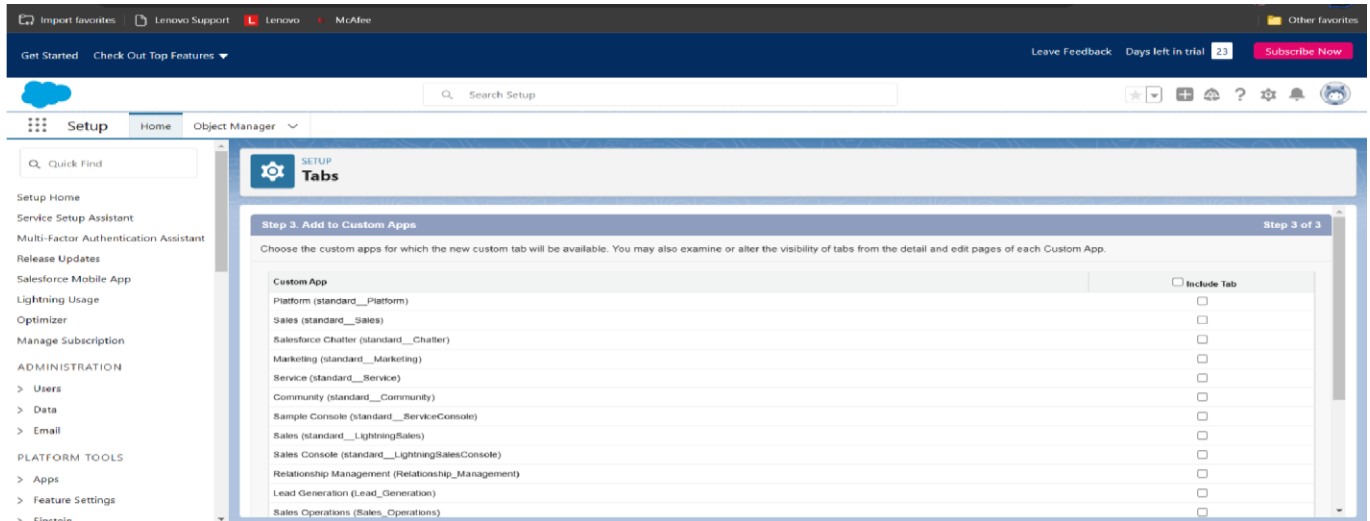 Import favorites Lenovo Support L Lenovo McAfee Other favorites
Get Started Check Out Top Features Leave Feedback Days left in trial 23 Subscribe Now
Search Setup
Setup Home Object Manager
Quick Find
Setup Home
Service Setup Assistant
Multi-Factor Authentication Assistant
Release Updates
Salesforce Mobile App
Lightning Usage
Optimizer
Manage Subscription
ADMINISTRATION
> Users
> Data
> Email
PLATFORM TOOLS
> Apps
> Feature Settings
> Einstein
SETUP
Tabs
Step 3. Add to Custom Apps Step 3 of 3
Choose the custom apps for which the new custom tab will be available. You may also examine or alter the visibility of tabs from the detail and edit pages of each Custom App.
Custom App Include Tab
Platform (standard__Platform)
Sales (standard__Sales)
Salesforce Chatter (standard__Chatter)
Marketing (standard__Marketing)
Service (standard__Service)
Community (standard__Community)
Sample Console (standard__ServiceConsole)
Sales (standard__LightningSales)
Sales Console (standard__LightningSalesConsole)
Relationship Management (Relationship_Management)
Lead Generation (Lead_Generation)
Sales Operations (Sales_Operations)